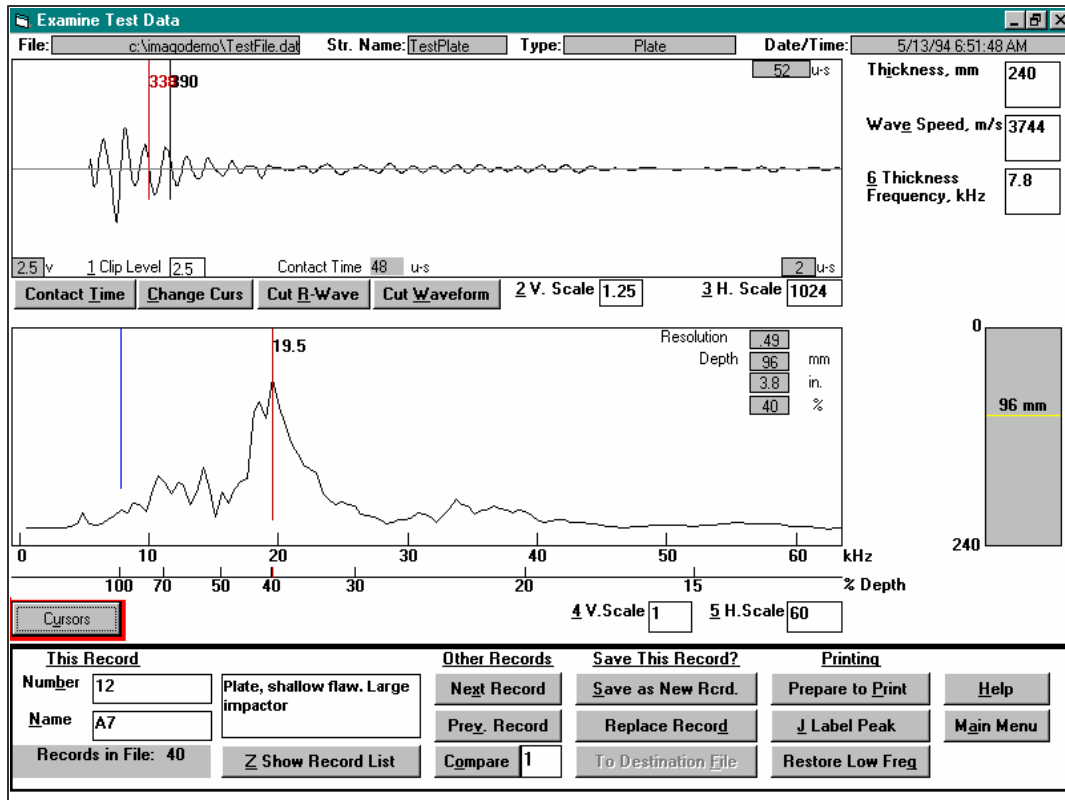 Examine Test Data
File: c:\imaqodemo\TestFile.dat Str. Name: TestPlate Type: Plate Date/Time: 5/13/94 6:51:48 AM
338 390 52 u-s
Thickness, mm 240
Wave Speed, m/s 3744
6 Thickness Frequency, kHz 7.8
2.5 v 1 Clip Level 2.5 Contact Time 48 u-s 2 u-s
Contact Time Change Curs Cut R-Wave Cut Waveform 2 V. Scale 1.25 3 H. Scale 1024
19.5
Resolution .49
Depth 96 mm
3.8 in.
40 %
0
96 mm
240
0 10 20 30 40 50 60 kHz
100 70 50 40 30 20 15 % Depth
Cursors 4 V.Scale 1 5 H.Scale 60
This Record Other Records Save This Record? Printing
Number 12 Plate, shallow flaw. Large impactor Next Record Save as New Rcrd. Prepare to Print Help
Name A7 Prev. Record Replace Record J Label Peak Main Menu
Records in File: 40 Z Show Record List Compare 1 To Destination File Restore Low Freq